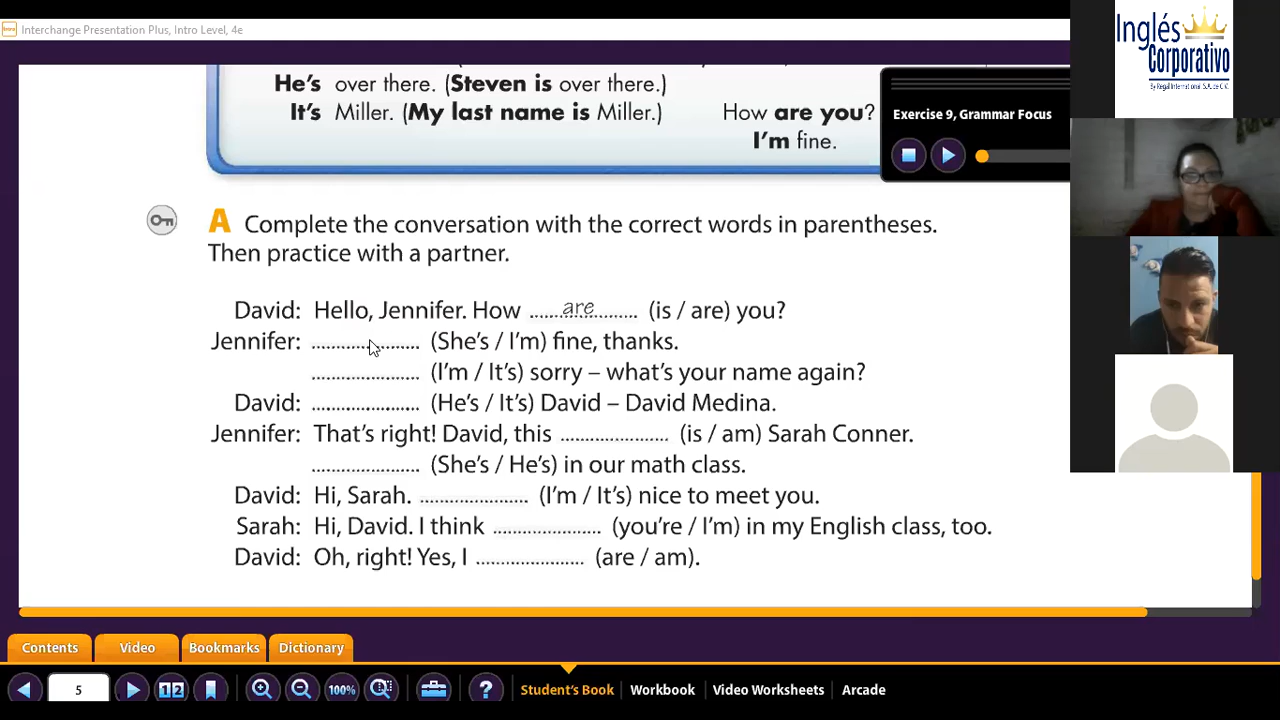 Interchange Presentation Plus, Intro Level, 4e
Inglés
Corporativo
He's over there. (Steven is over there.)
It's Miller. (My last name is Miller.) How are you?
I'm fine.
Exercise 9, Grammar Focus
A Complete the conversation with the correct words in parentheses.
Then practice with a partner.
David: Hello, Jennifer. How ......are...... (is / are) you?
Jennifer: ...................... (She's / I'm) fine, thanks.
...................... (I'm / It's) sorry – what's your name again?
David: ...................... (He's / It's) David – David Medina.
Jennifer: That's right! David, this ...................... (is / am) Sarah Conner.
...................... (She's / He's) in our math class.
David: Hi, Sarah. ...................... (I'm / It's) nice to meet you.
Sarah: Hi, David. I think ...................... (you're / I'm) in my English class, too.
David: Oh, right! Yes, I ...................... (are / am).
Contents Video Bookmarks Dictionary
5 1 2 100% ? Student's Book Workbook Video Worksheets Arcade